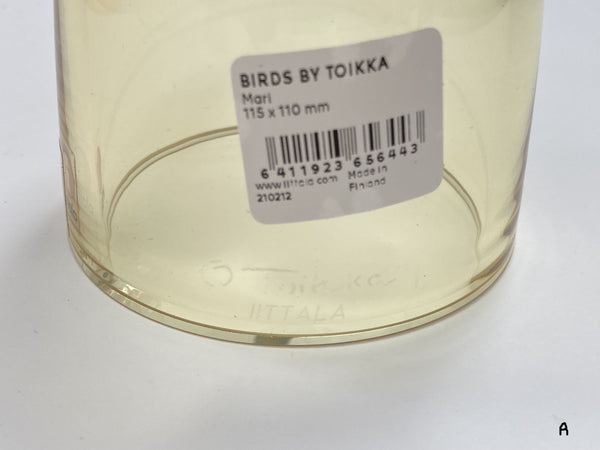 BIRDS BY TOIKKA
Mari
115 x 110 mm
6 411923 656443
www.iittala.com
Made in
Finland
210212
O Toikka
IITTALA
A